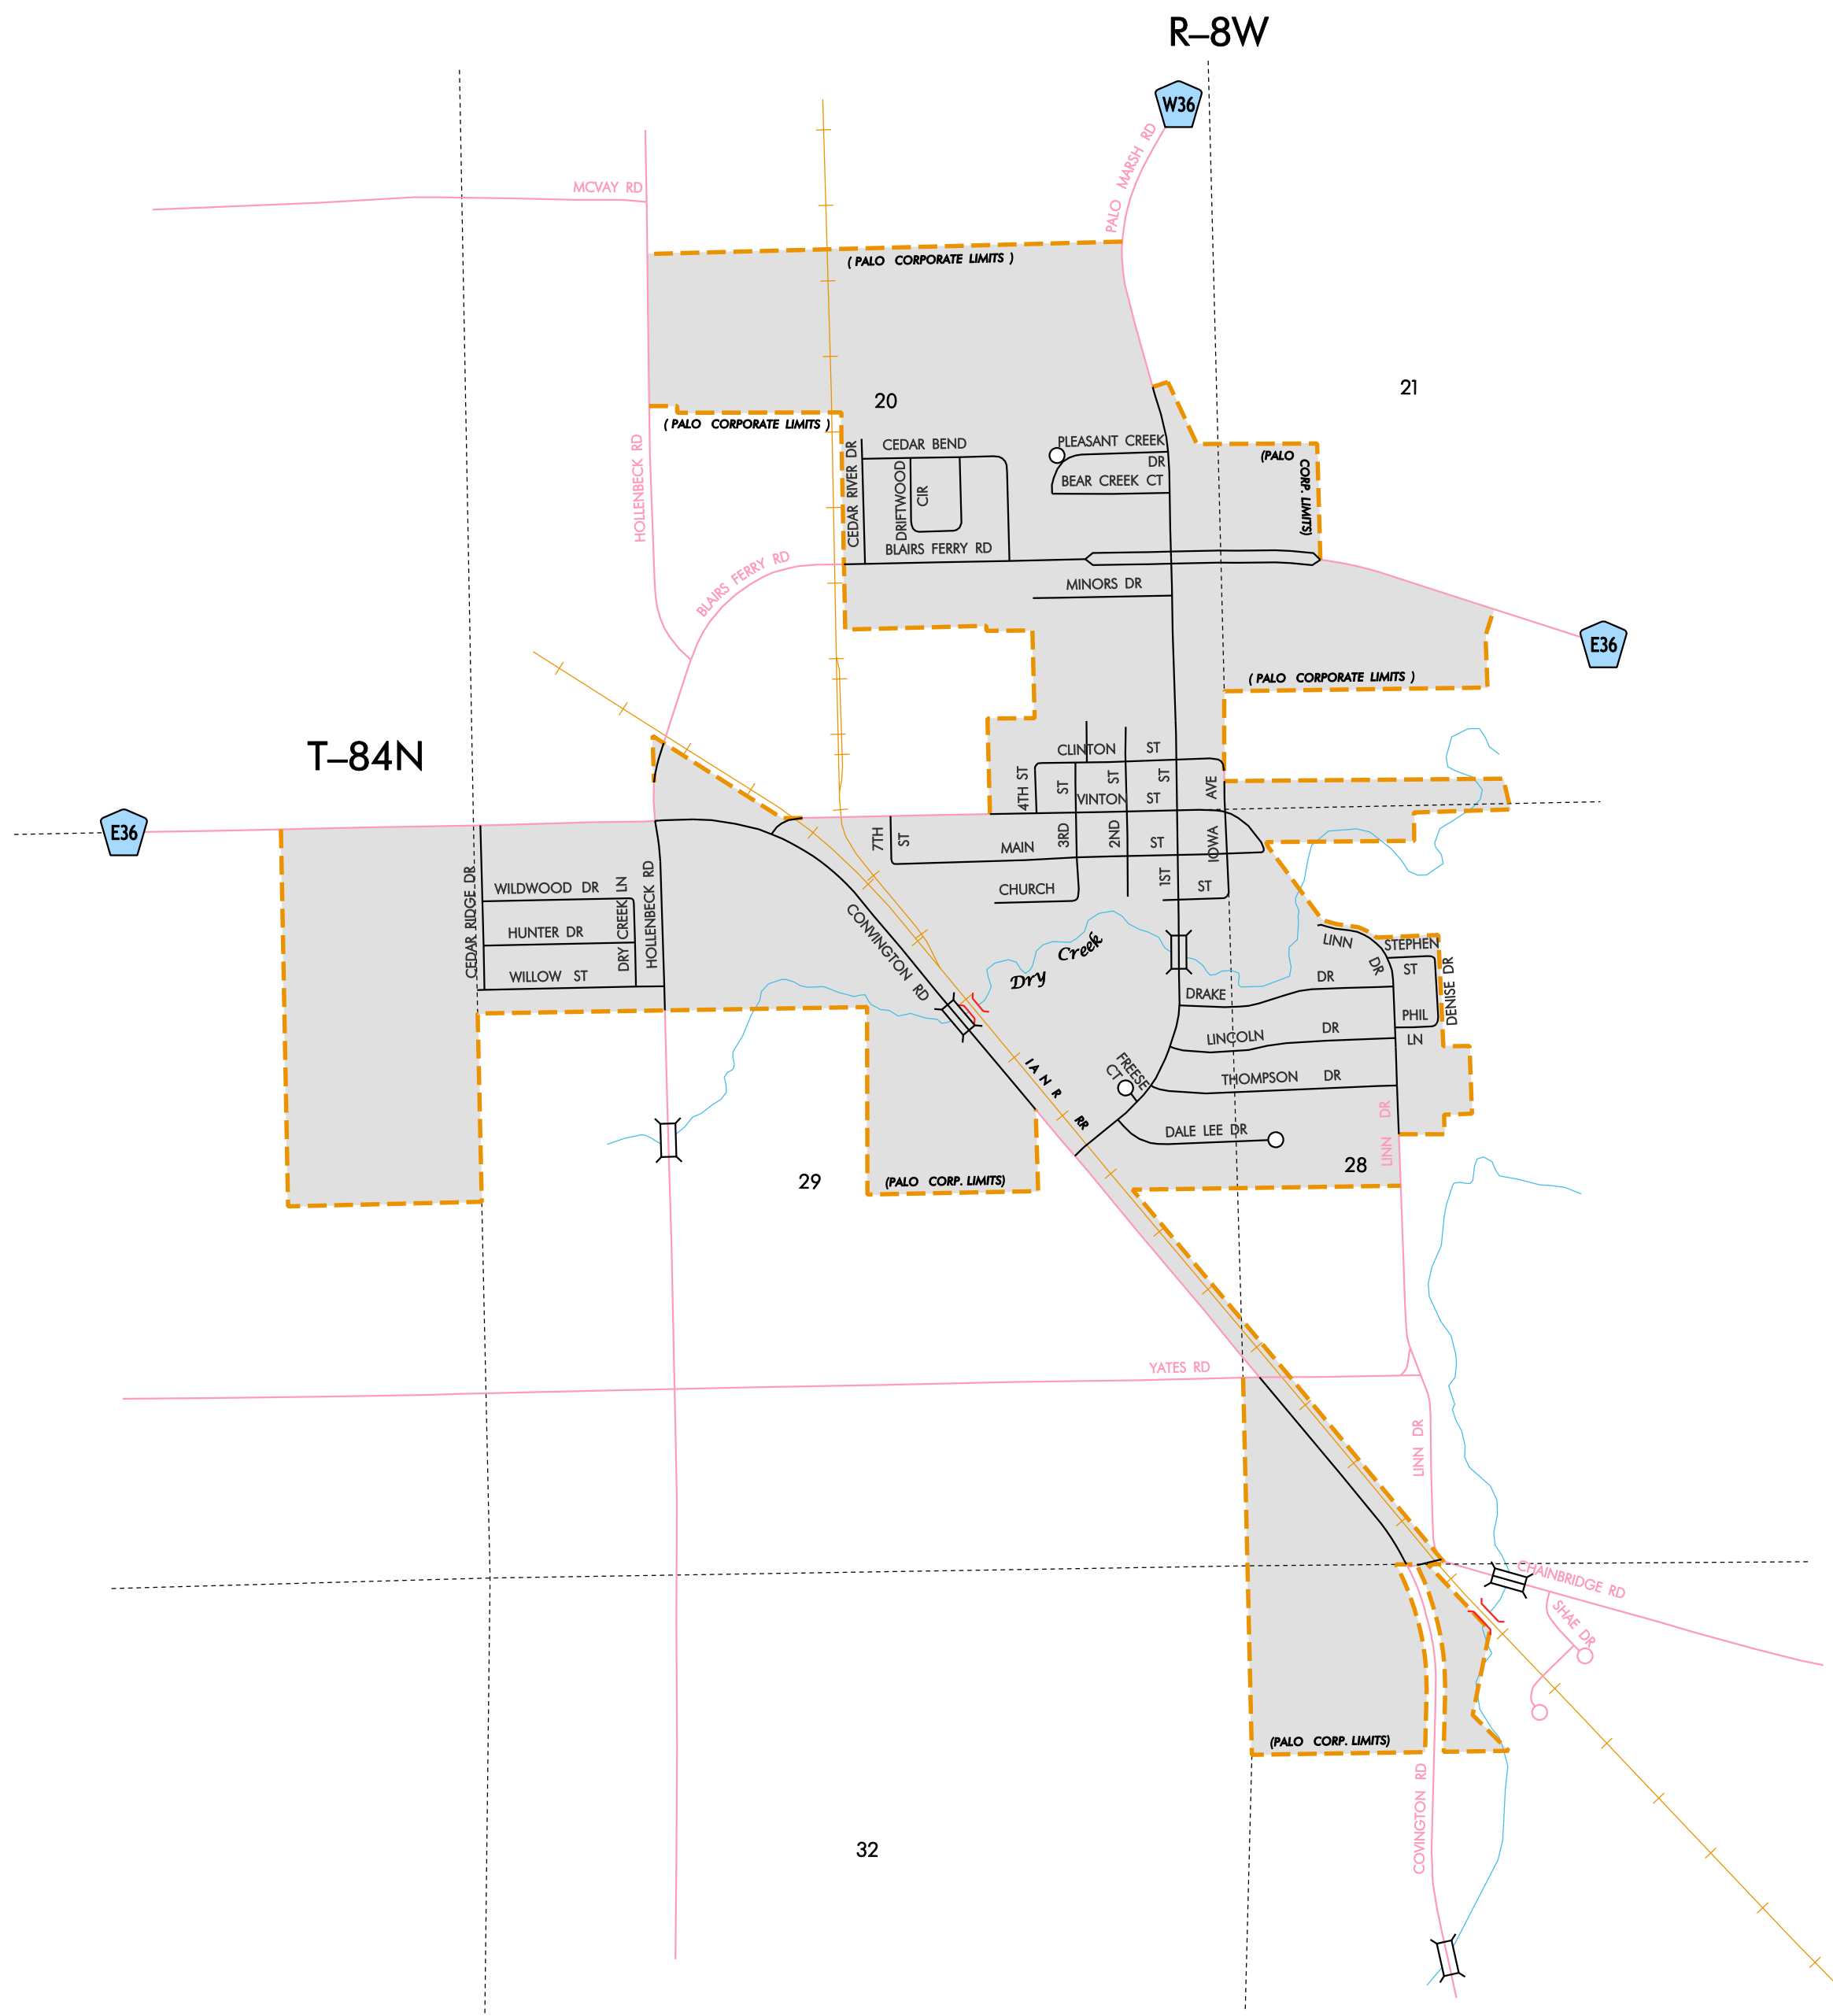 R–8W
W36
PALO MARSH RD
MCVAY RD
( PALO CORPORATE LIMITS )
21
20
( PALO CORPORATE LIMITS )
HOLLENBECK RD
CEDAR RIVER DR
CEDAR BEND
DRIFTWOOD
CIR
PLEASANT CREEK
DR
BEAR CREEK CT
(PALO
CORP. LIMITS)
BLAIRS FERRY RD
BLAIRS FERRY RD
MINORS DR
E36
( PALO CORPORATE LIMITS )
T–84N
CLINTON ST
4TH ST
ST
ST
ST
AVE
VINTON ST
E36
7TH
ST
MAIN ST
3RD
2ND
IOWA
1ST
CHURCH ST
CEDAR RIDGE DR
WILDWOOD DR
HUNTER DR
WILLOW ST
DRY CREEK LN
HOLLENBECK RD
CONVINGTON RD
Dry Creek
LINN
DR
STEPHEN
ST
DENISE DR
DRAKE DR
PHIL
LN
LINCOLN DR
THOMPSON DR
FREESE
CT
DALE LEE DR
LINN DR
IANR RR
28
29
(PALO CORP. LIMITS)
YATES RD
LINN DR
CHAINBRIDGE RD
SHAE DR
(PALO CORP. LIMITS)
COVINGTON RD
32